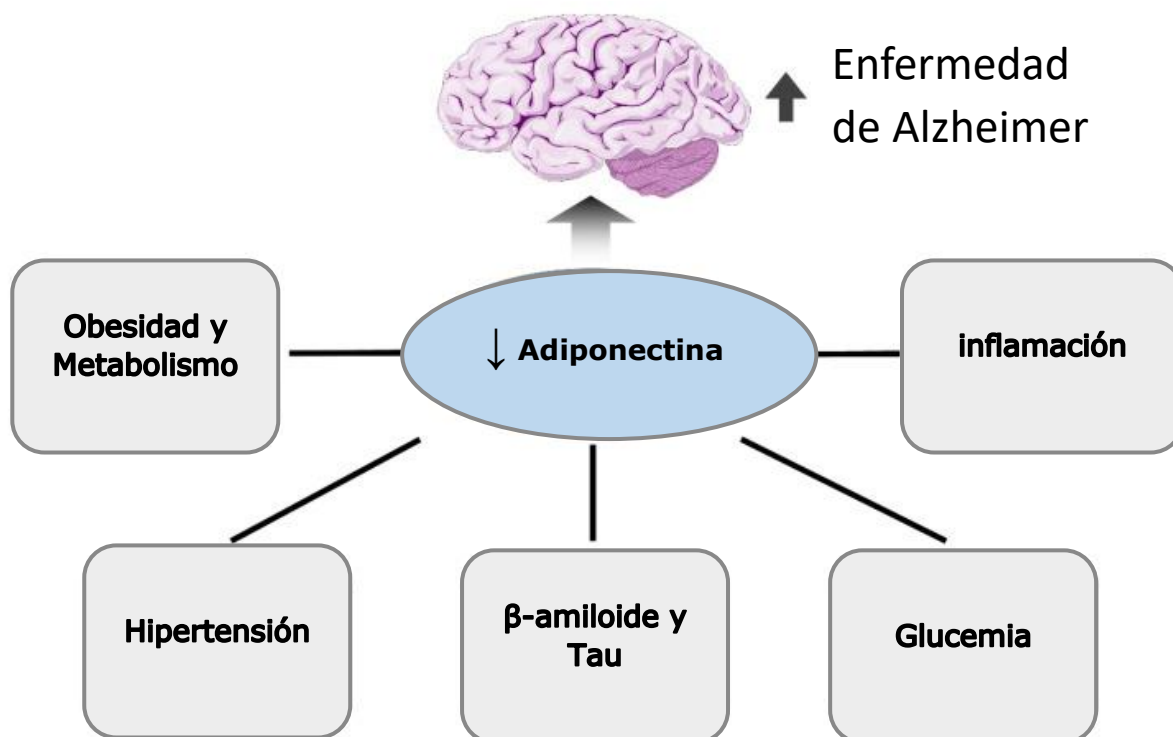 Enfermedad
de Alzheimer
Obesidad y
Metabolismo
↓ Adiponectina
inflamación
Hipertensión
β-amiloide y
Tau
Glucemia